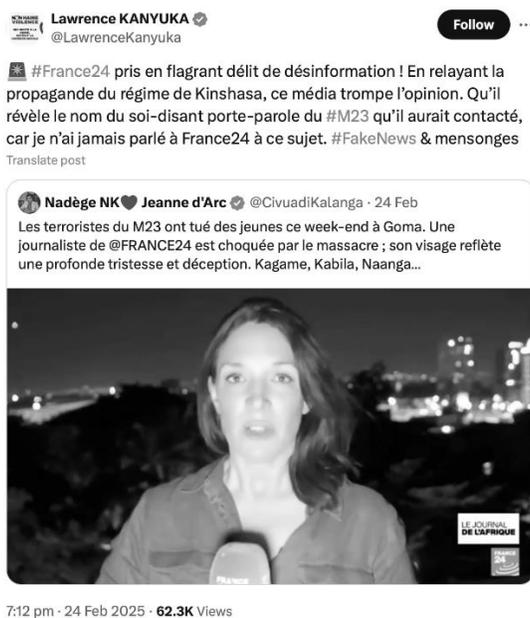 Lawrence KANYUKA
@LawrenceKanyuka
Follow
#France24 pris en flagrant délit de désinformation ! En relayant la
propagande du régime de Kinshasa, ce média trompe l'opinion. Qu'il
révèle le nom du soi-disant porte-parole du #M23 qu'il aurait contacté,
car je n'ai jamais parlé à France24 à ce sujet. #FakeNews & mensonges
Translate post
Nadège NK🖤 Jeanne d'Arc @CivuadiKalanga · 24 Feb
Les terroristes du M23 ont tué des jeunes ce week-end à Goma. Une
journaliste de @FRANCE24 est choquée par le massacre ; son visage reflète
une profonde tristesse et déception. Kagame, Kabila, Naanga...
LE JOURNAL
DE L'AFRIQUE
FRANCE
24
FRANCE
7:12 pm · 24 Feb 2025 · 62.3K Views